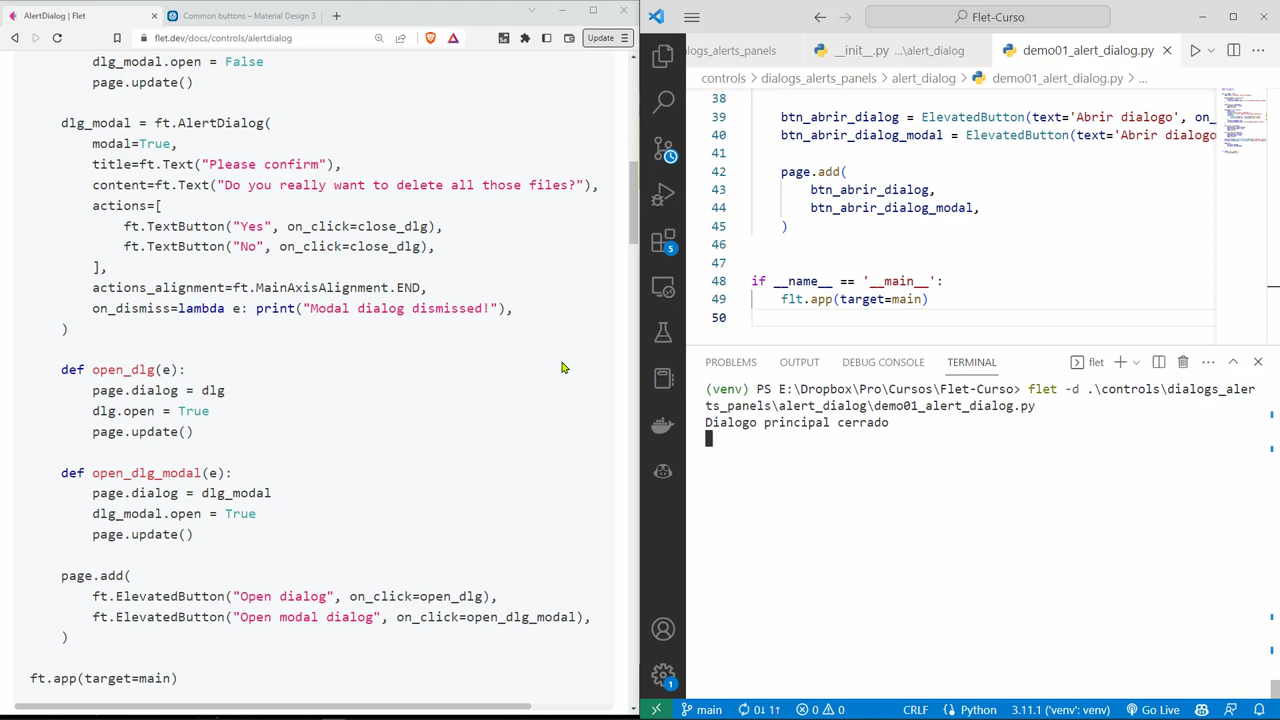 AlertDialog | Flet
Common buttons – Material Design 3
flet.dev/docs/controls/alertdialog
Update
dlg_modal.open = False
page.update()
dlg_modal = ft.AlertDialog(
modal=True,
title=ft.Text("Please confirm"),
content=ft.Text("Do you really want to delete all those files?"),
actions=[
ft.TextButton("Yes", on_click=close_dlg),
ft.TextButton("No", on_click=close_dlg),
],
actions_alignment=ft.MainAxisAlignment.END,
on_dismiss=lambda e: print("Modal dialog dismissed!"),
)
def open_dlg(e):
page.dialog = dlg
dlg.open = True
page.update()
def open_dlg_modal(e):
page.dialog = dlg_modal
dlg_modal.open = True
page.update()
page.add(
ft.ElevatedButton("Open dialog", on_click=open_dlg),
ft.ElevatedButton("Open modal dialog", on_click=open_dlg_modal),
)
ft.app(target=main)
Flet-Curso
alogs_alerts_panels
__init__.py ...\alert_dialog
demo01_alert_dialog.py
controls > dialogs_alerts_panels > alert_dialog > demo01_alert_dialog.py > ...
38
39 btn_abrir_dialog = ElevatedButton(text='Abrir dialogo', on_
40 btn_abrir_dialog_modal = ElevatedButton(text='Abrir dialogo
41
42 page.add(
43 btn_abrir_dialog,
44 btn_abrir_dialog_modal,
45 )
46
47
48 if __name__ == '__main__':
49 flt.app(target=main)
50
PROBLEMS OUTPUT DEBUG CONSOLE TERMINAL
flet
(venv) PS E:\Dropbox\Pro\Cursos\Flet-Curso> flet -d .\controls\dialogs_aler
ts_panels\alert_dialog\demo01_alert_dialog.py
Dialogo principal cerrado
5
1
main 0↓ 1↑ 0 0 CRLF Python 3.11.1 ('venv': venv) Go Live